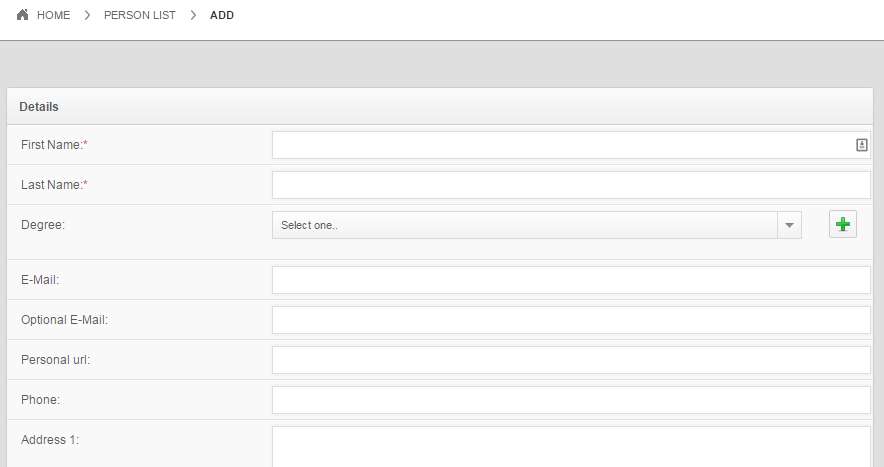 HOME > PERSON LIST > ADD
Details
First Name:*
Last Name:*
Degree: Select one..
E-Mail:
Optional E-Mail:
Personal url:
Phone:
Address 1: